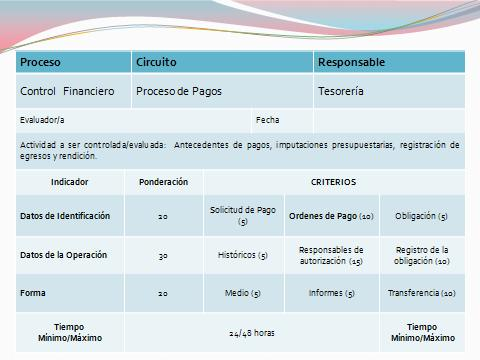 Proceso Circuito Responsable
Control Financiero Proceso de Pagos Tesorería
Evaluador/a Fecha
Actividad a ser controlada/evaluada: Antecedentes de pagos, imputaciones presupuestarias, registración de
egresos y rendición.
Indicador Ponderación CRITERIOS
Datos de Identificación 20 Solicitud de Pago (5) Ordenes de Pago (10) Obligación (5)
Datos de la Operación 30 Históricos (5) Responsables de autorización (15) Registro de la obligación (10)
Forma 20 Medio (5) Informes (5) Transferencia (10)
Tiempo Mínimo/Máximo 24/48 horas Tiempo Mínimo/Máximo